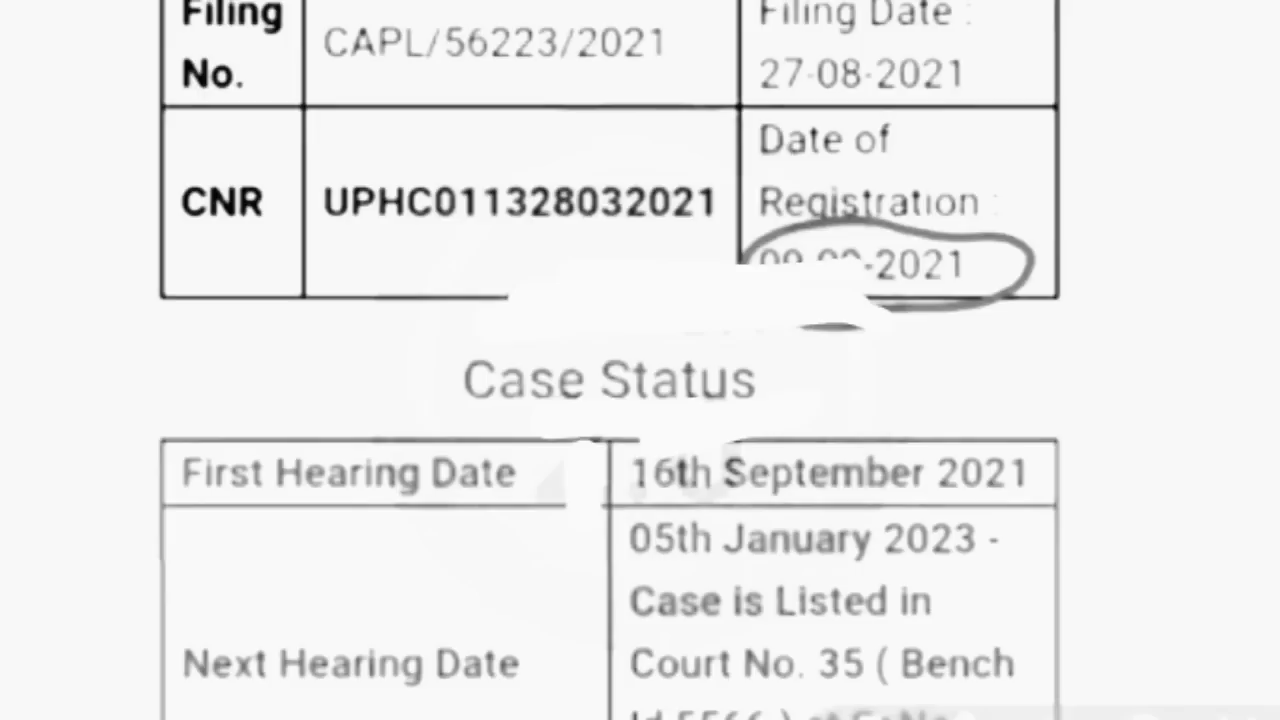 Filing
No.
CAPL/56223/2021
Filing Date :
27-08-2021
CNR
UPHC011328032021
Date of
Registration :
-2021
Case Status
First Hearing Date
16th September 2021
Next Hearing Date
05th January 2023 -
Case is Listed in
Court No. 35 ( Bench